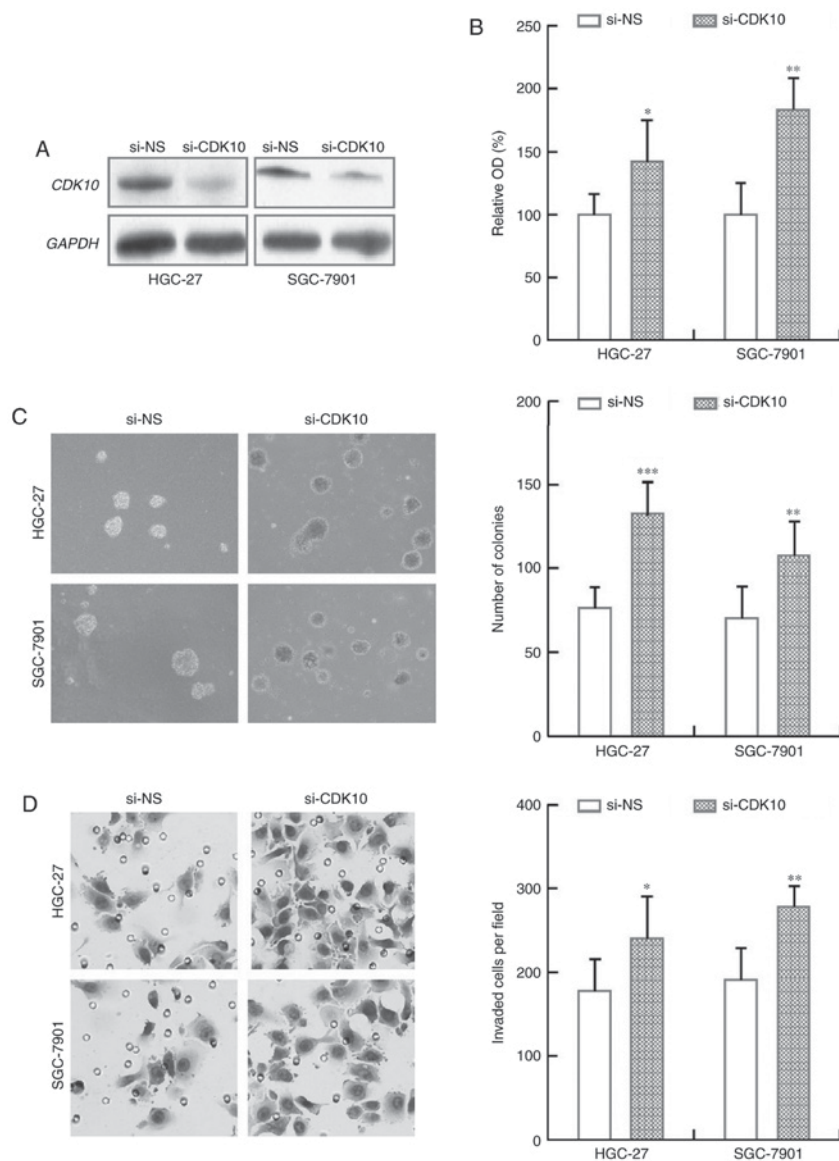 A
si-NS si-CDK10 si-NS si-CDK10
CDK10
GAPDH
HGC-27 SGC-7901
B
si-NS si-CDK10
Relative OD (%)
250
200
150
100
50
0
*
**
HGC-27 SGC-7901
C
si-NS si-CDK10
HGC-27
SGC-7901
si-NS si-CDK10
Number of colonies
200
150
100
50
0
***
**
HGC-27 SGC-7901
D
si-NS si-CDK10
HGC-27
SGC-7901
si-NS si-CDK10
Invaded cells per field
400
300
200
100
0
*
**
HGC-27 SGC-7901